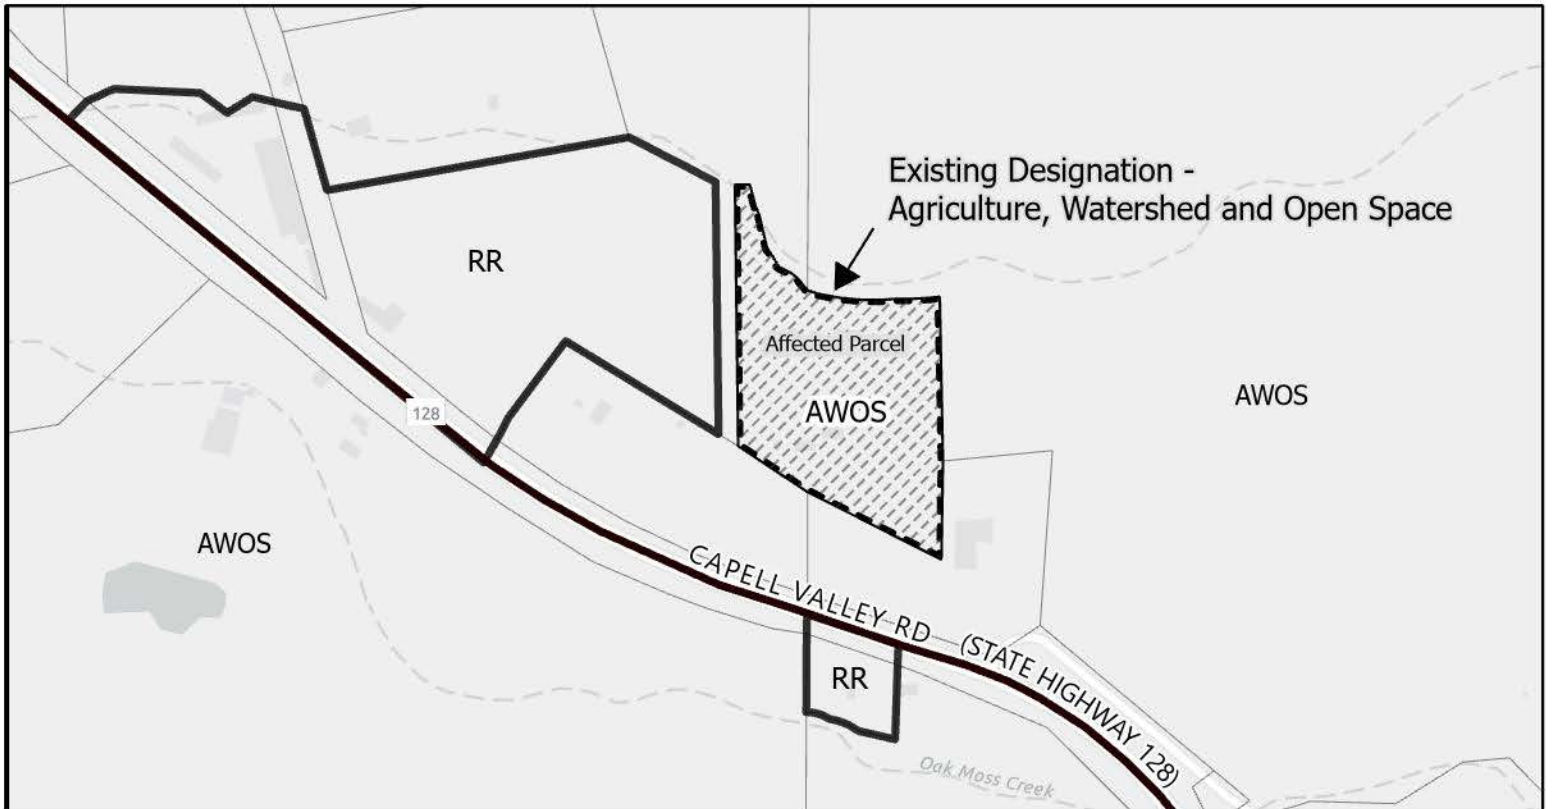 Existing Designation -
Agriculture, Watershed and Open Space
RR
Affected Parcel
AWOS
AWOS
128
AWOS
CAPELL VALLEY RD (STATE HIGHWAY 128)
RR
Oak Moss Creek